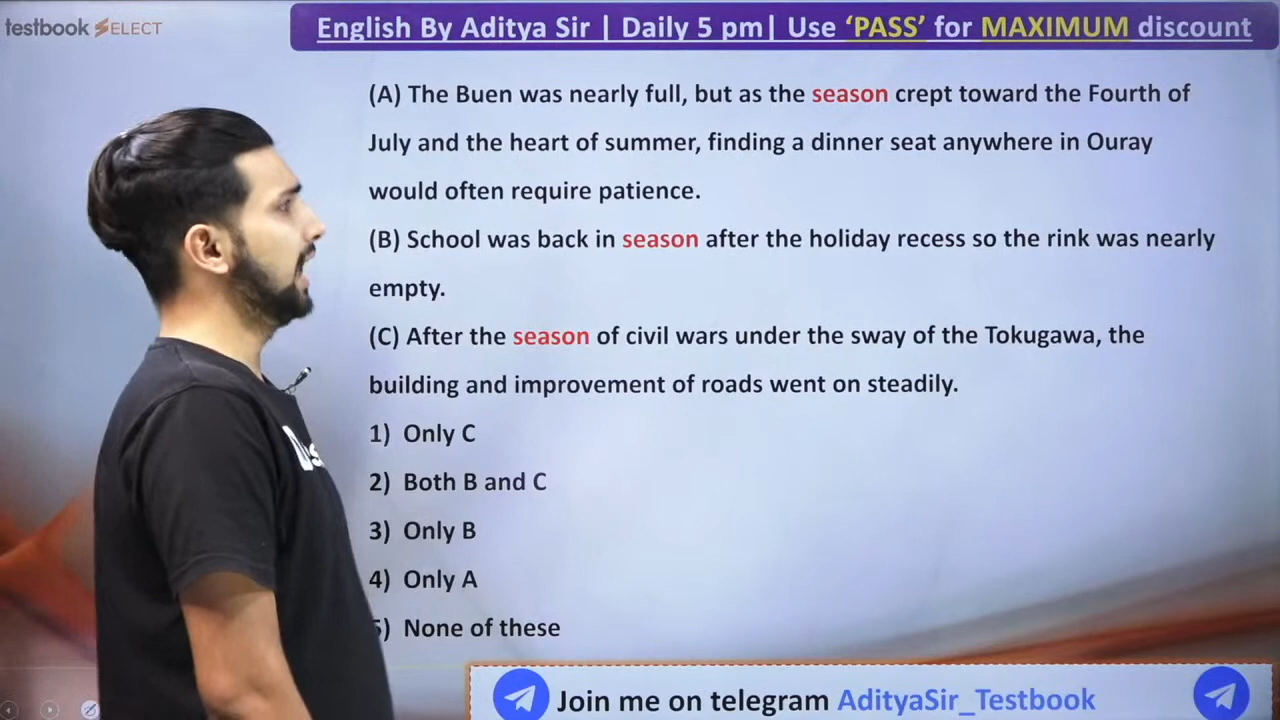 testbook SELECT
English By Aditya Sir | Daily 5 pm| Use ‘PASS’ for MAXIMUM discount
(A) The Buen was nearly full, but as the season crept toward the Fourth of
July and the heart of summer, finding a dinner seat anywhere in Ouray
would often require patience.
(B) School was back in season after the holiday recess so the rink was nearly
empty.
(C) After the season of civil wars under the sway of the Tokugawa, the
building and improvement of roads went on steadily.
1) Only C
2) Both B and C
3) Only B
4) Only A
5) None of these
Join me on telegram AdityaSir_Testbook